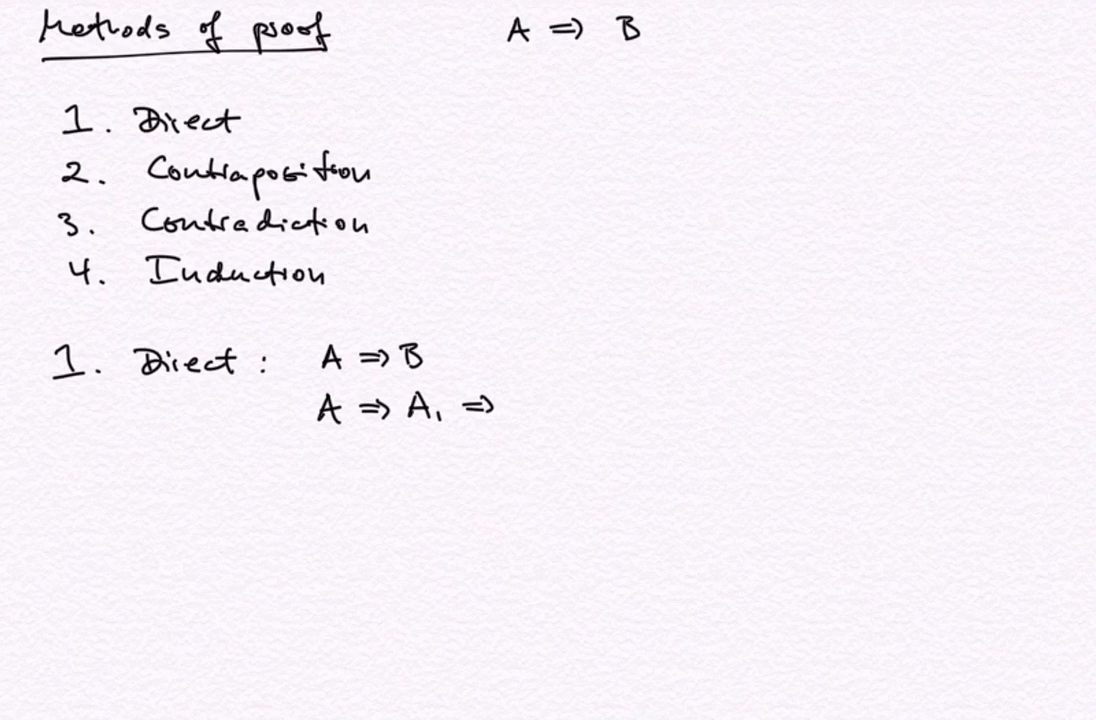 Methods of proof A ⇒ B
1. Direct
2. Contraposition
3. Contradiction
4. Induction
1. Direct : A ⇒ B
A ⇒ A₁ ⇒